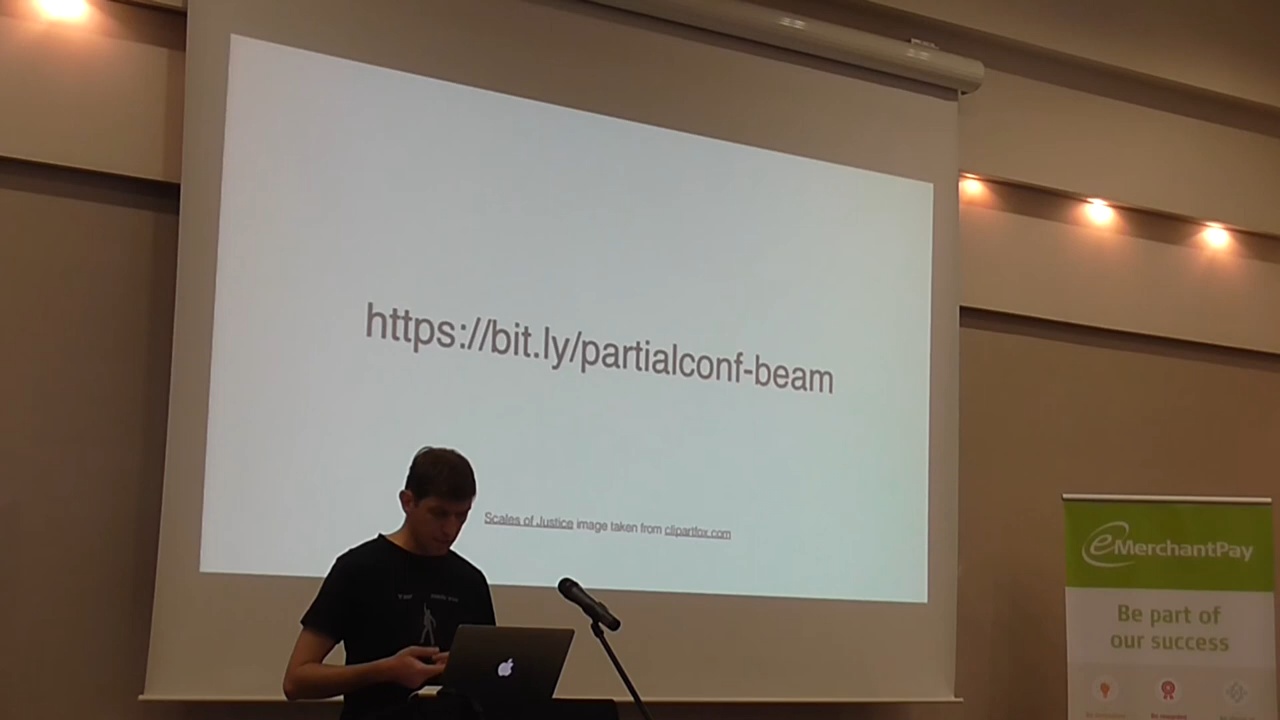 https://bit.ly/partialconf-beam
Scales of Justice image taken from clipartfox.com
eMerchantPay
Be part of
our success